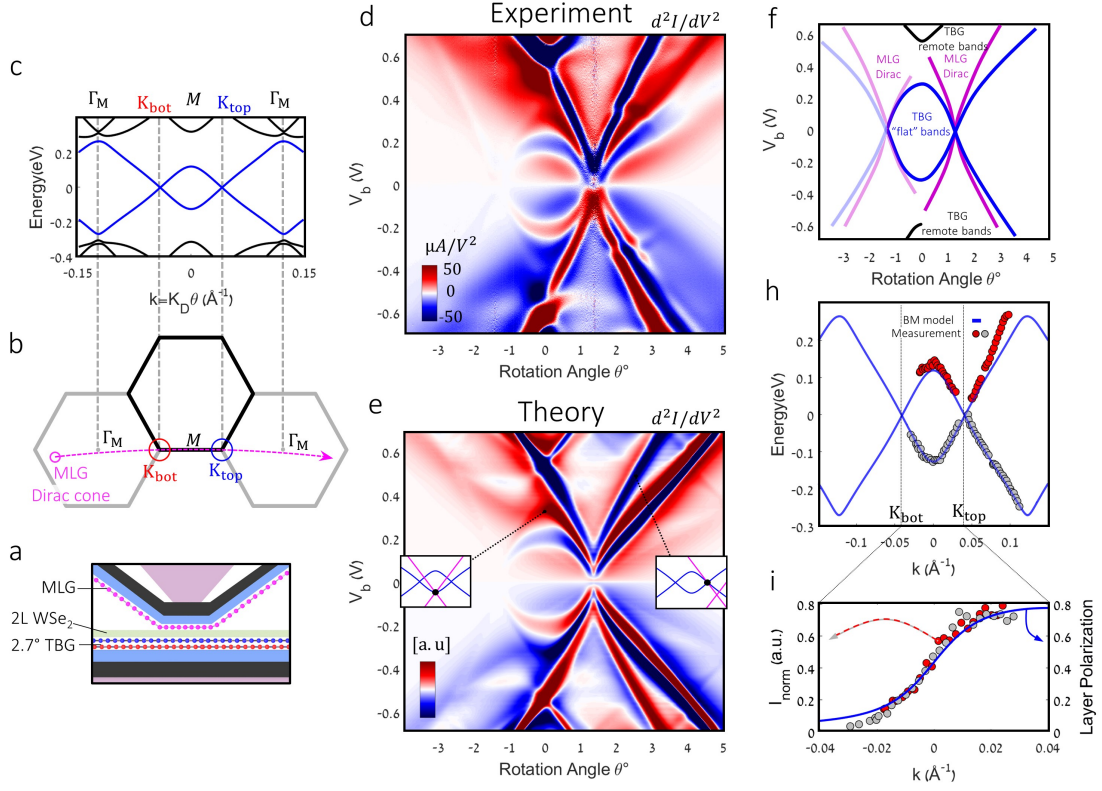 c
Γ_M K_bot M K_top Γ_M
Energy(eV)
0.2
0
-0.2
-0.4
-0.15 0 0.15
k=K_Dθ (Å⁻¹)
b
Γ_M M Γ_M
K_bot K_top
MLG
Dirac cone
a
MLG
2L WSe₂
2.7° TBG
d
Experiment d²I/dV²
V_b (V)
0.6
0.4
0.2
0
-0.2
-0.4
-0.6
μA/V²
50
0
-50
-3 -2 -1 0 1 2 3 4 5
Rotation Angle θ°
e
Theory d²I/dV²
V_b (V)
0.6
0.4
0.2
0
-0.2
-0.4
-0.6
[a. u]
-3 -2 -1 0 1 2 3 4 5
Rotation Angle θ°
f
TBG
remote bands
MLG
Dirac
MLG
Dirac
TBG
“flat” bands
TBG
remote bands
V_b (V)
0.6
0.4
0.2
0
-0.2
-0.4
-0.6
-3 -2 -1 0 1 2 3 4 5
Rotation Angle θ°
h
BM model
Measurement
Energy(eV)
0.2
0.1
0
-0.1
-0.2
-0.3
K_bot K_top
-0.1 -0.05 0 0.05 0.1
k (Å⁻¹)
i
I_norm (a.u.)
0.8
0.6
0.4
0.2
0
0.8
0.6
0.4
0.2
0
Layer Polarization
-0.04 -0.02 0 0.02 0.04
k (Å⁻¹)